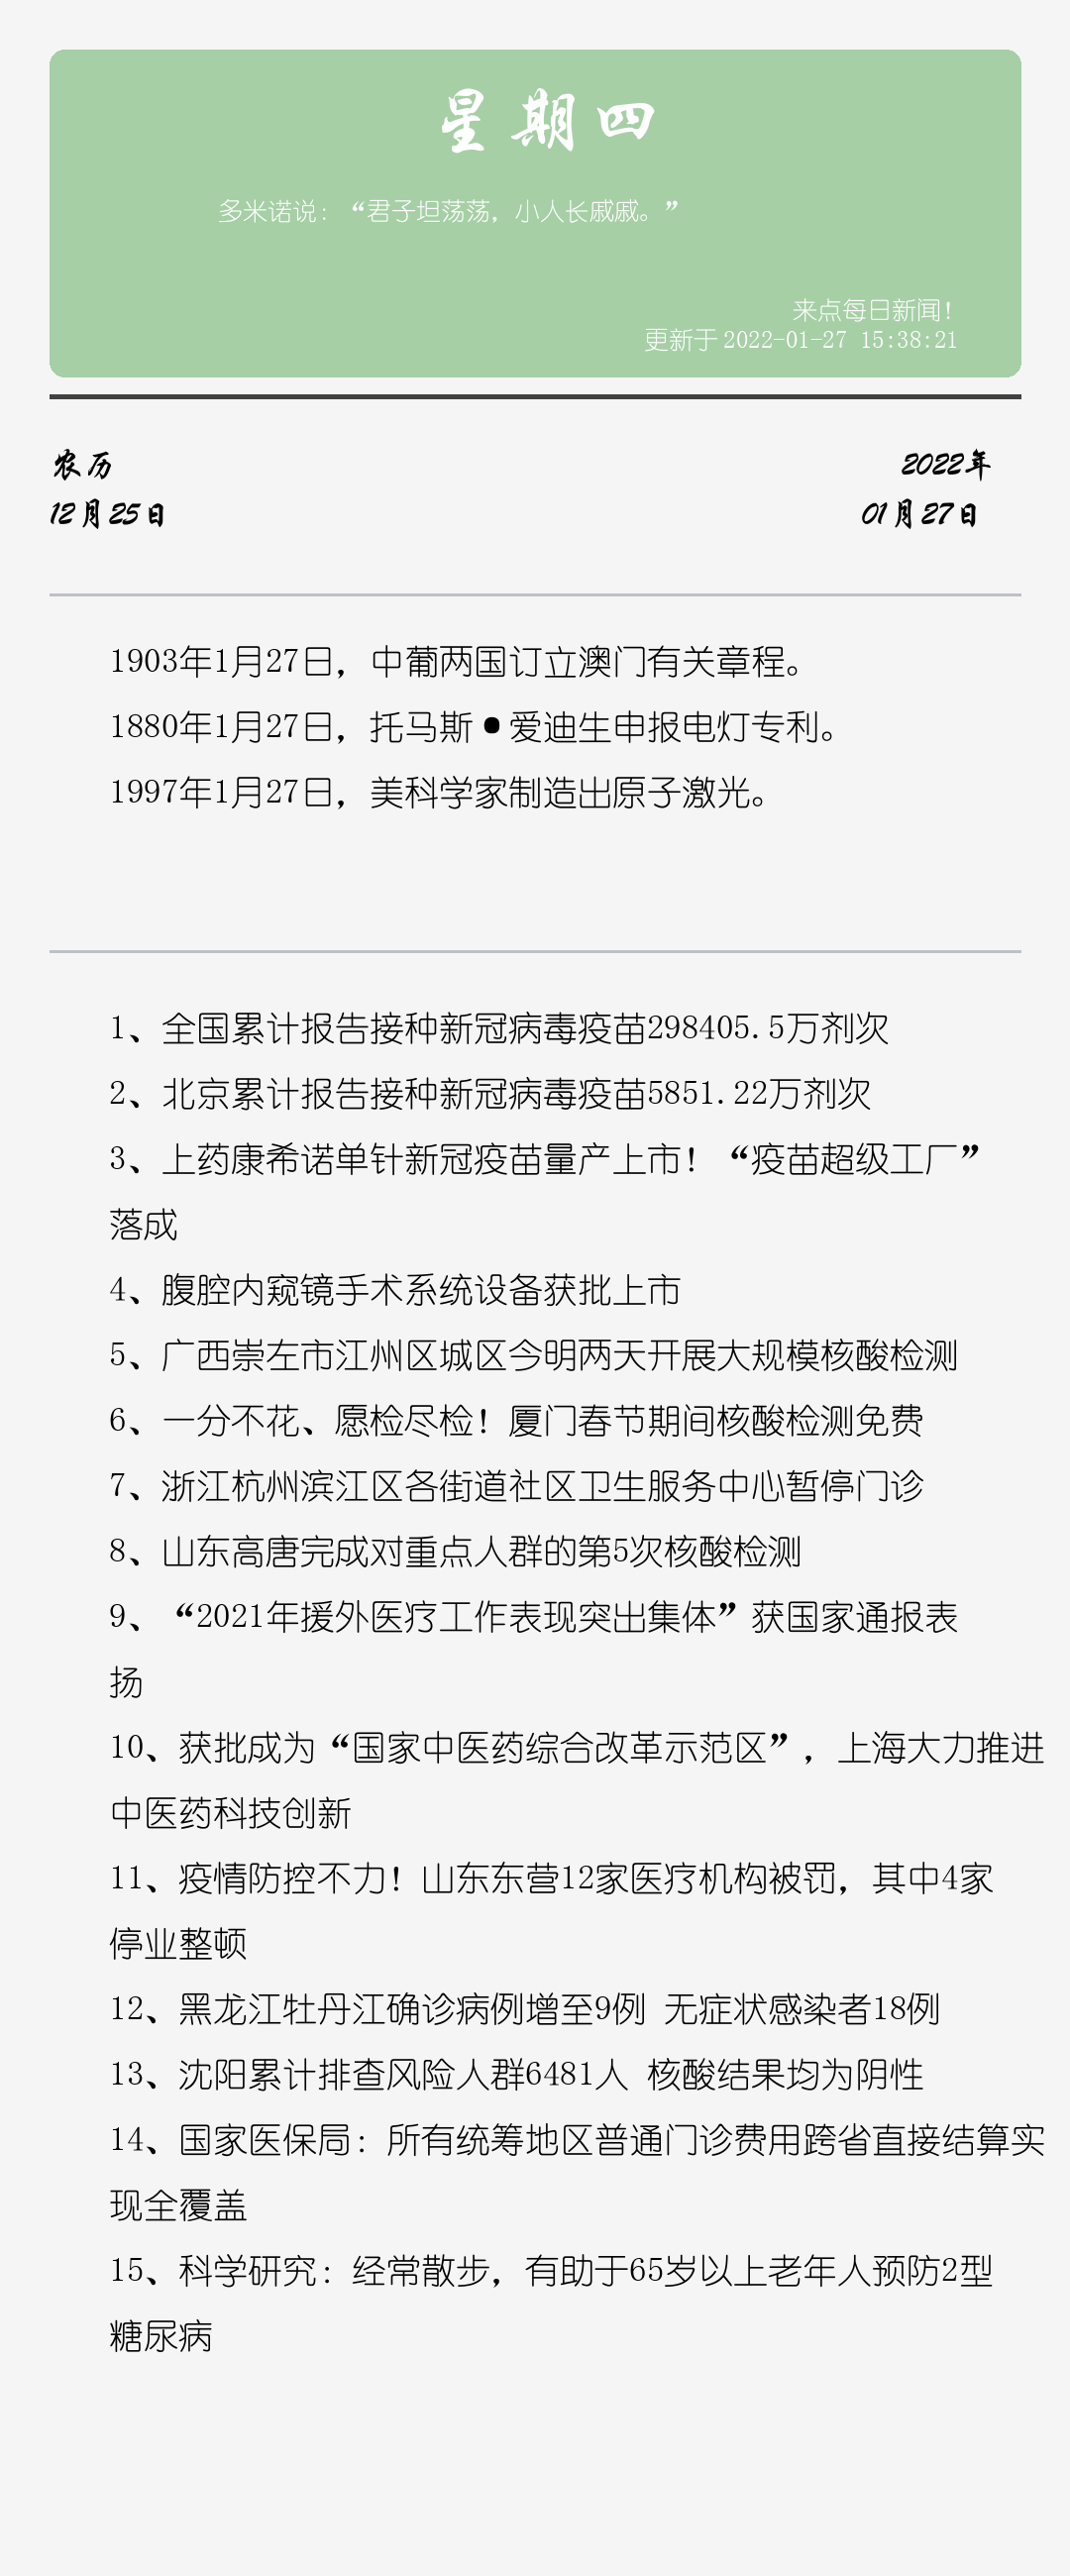 星期四
多米诺说：“君子坦荡荡，小人长戚戚。”
来点每日新闻！
更新于 2022-01-27 15:38:21
农历
12月25日
2022年
01月27日
1903年1月27日，中葡两国订立澳门有关章程。
1880年1月27日，托马斯•爱迪生申报电灯专利。
1997年1月27日，美科学家制造出原子激光。
1、全国累计报告接种新冠病毒疫苗298405.5万剂次
2、北京累计报告接种新冠病毒疫苗5851.22万剂次
3、上药康希诺单针新冠疫苗量产上市！“疫苗超级工厂”
落成
4、腹腔内窥镜手术系统设备获批上市
5、广西崇左市江州区城区今明两天开展大规模核酸检测
6、一分不花、愿检尽检！厦门春节期间核酸检测免费
7、浙江杭州滨江区各街道社区卫生服务中心暂停门诊
8、山东高唐完成对重点人群的第5次核酸检测
9、“2021年援外医疗工作表现突出集体”获国家通报表
扬
10、获批成为“国家中医药综合改革示范区”，上海大力推进
中医药科技创新
11、疫情防控不力！山东东营12家医疗机构被罚，其中4家
停业整顿
12、黑龙江牡丹江确诊病例增至9例 无症状感染者18例
13、沈阳累计排查风险人群6481人 核酸结果均为阴性
14、国家医保局：所有统筹地区普通门诊费用跨省直接结算实
现全覆盖
15、科学研究：经常散步，有助于65岁以上老年人预防2型
糖尿病